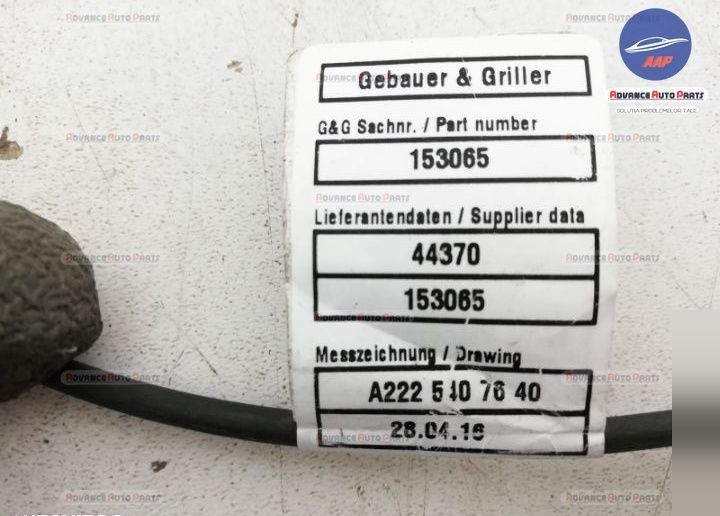 Gebauer & Griller
G&G Sachnr. / Part number
153065
Lieferantendaten / Supplier data
44370
153065
Messzeichnung / Drawing
A222 540 76 40
28.04.16
AAP
ADVANCE AUTO PARTS
SOLUTIA PROBLEMELOR TALE